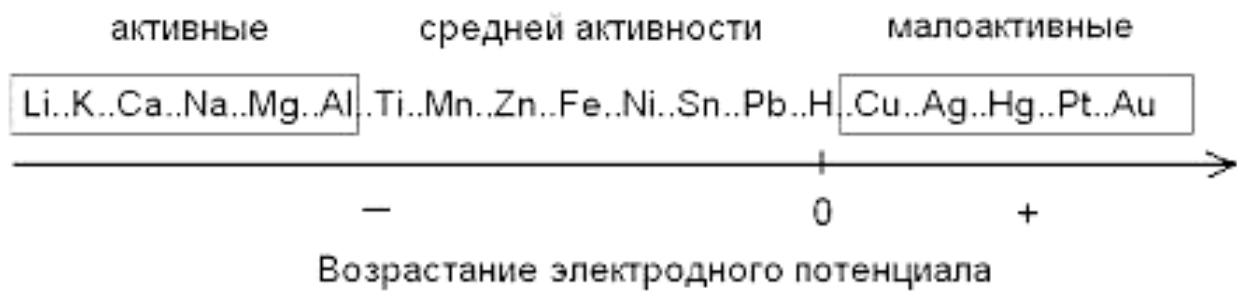 активные средней активности малоактивные
Li..K..Ca..Na..Mg..Al..Ti..Mn..Zn..Fe..Ni..Sn..Pb..H..Cu..Ag..Hg..Pt..Au
— 0 +
Возрастание электродного потенциала